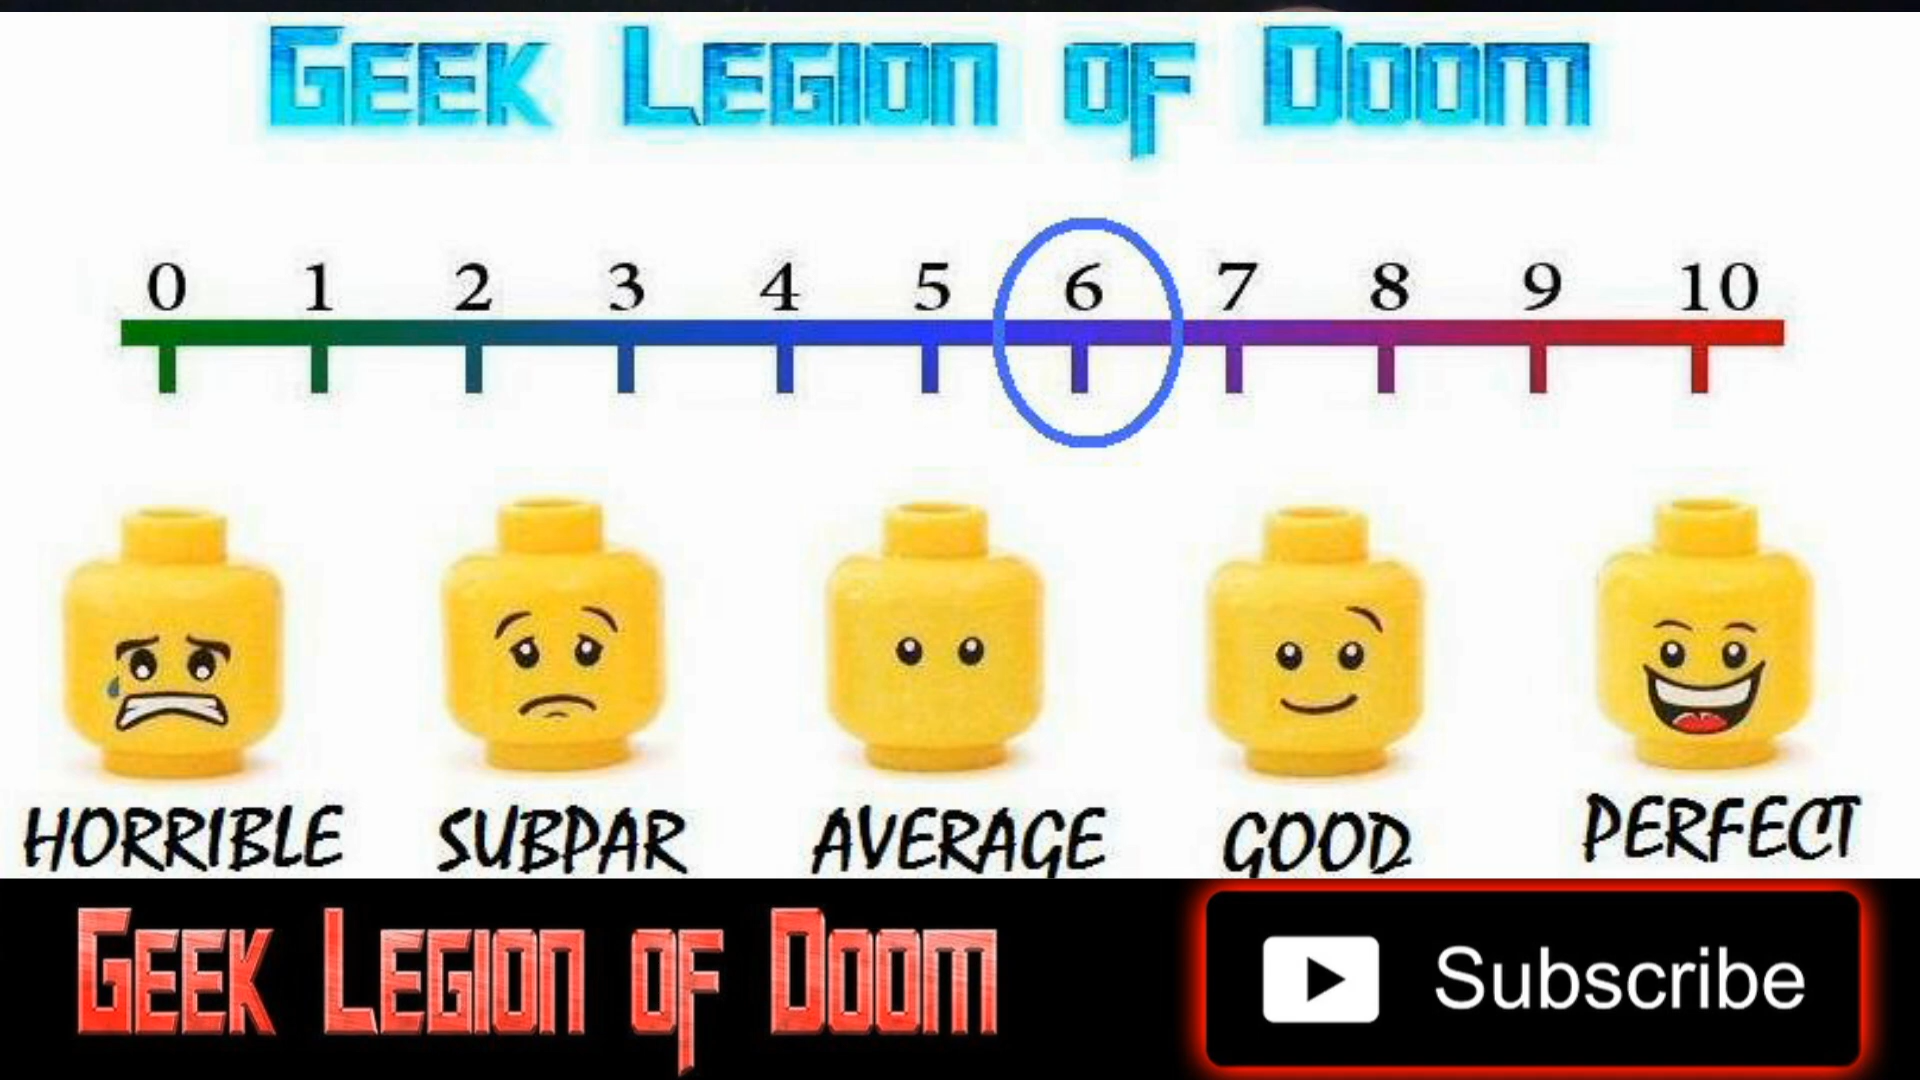 GEEK LEGION OF DOOM
0 1 2 3 4 5 6 7 8 9 10
HORRIBLE SUBPAR AVERAGE GOOD PERFECT
GEEK LEGION OF DOOM
Subscribe